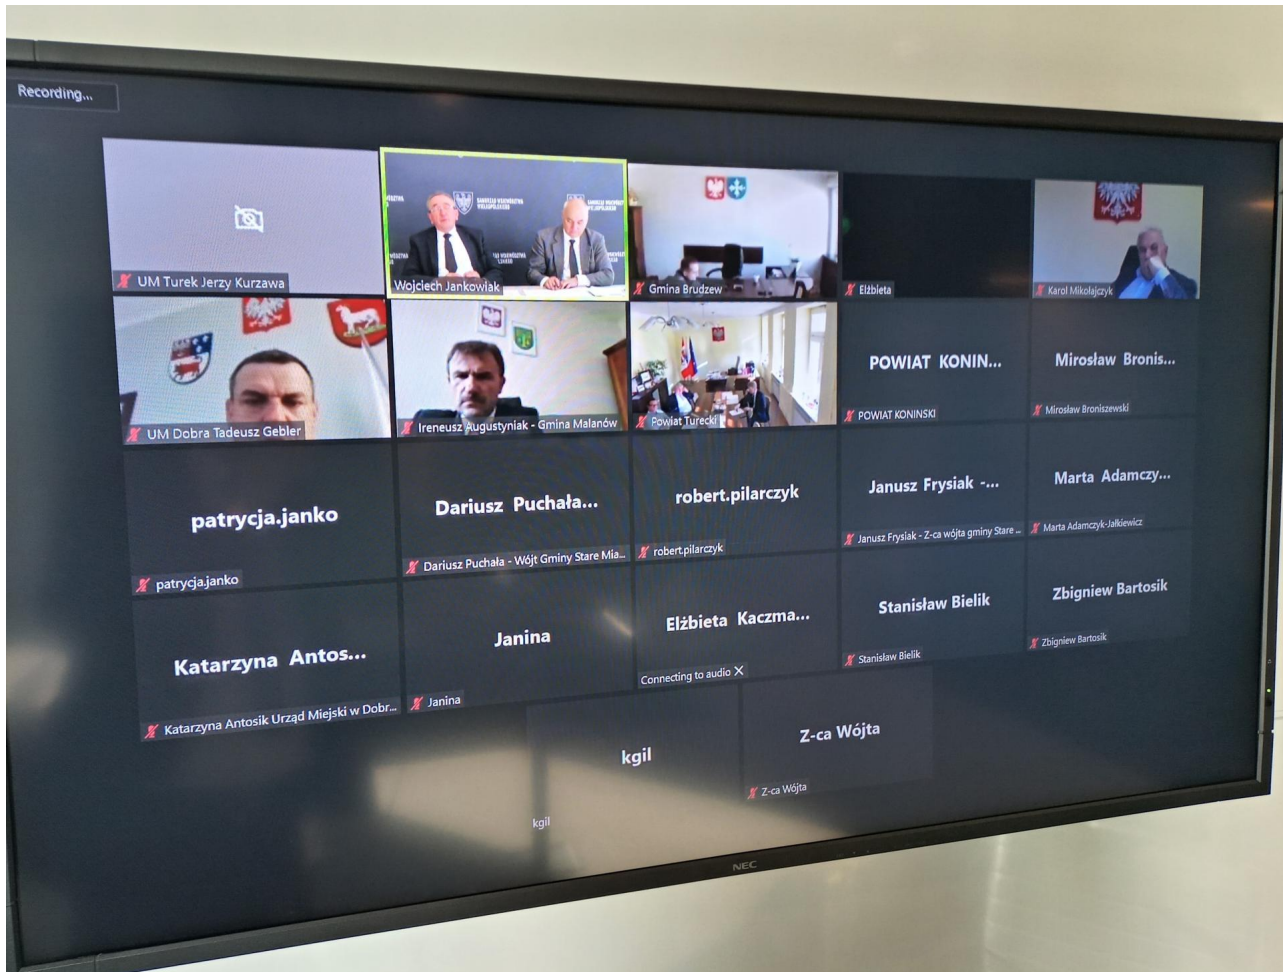 Recording...
UM Turek Jerzy Kurzawa
SAMORZĄD WOJEWÓDZTWA
WIELKOPOLSKIEGO
Wojciech Jankowiak
Gmina Brudzew
Elżbieta
Karol Mikołajczyk
UM Dobra Tadeusz Gebler
Ireneusz Augustyniak - Gmina Malanów
Powiat Turecki
POWIAT KONIN...
POWIAT KONINSKI
Mirosław Bronis...
Mirosław Broniszewski
patrycja.janko
patrycja.janko
Dariusz Puchała...
Dariusz Puchała - Wójt Gminy Stare Mia...
robert.pilarczyk
robert.pilarczyk
Janusz Frysiak -...
Janusz Frysiak - Z-ca wójta gminy Stare ...
Marta Adamczy...
Marta Adamczyk-Jałkiewicz
Katarzyna Antos...
Katarzyna Antosik Urząd Miejski w Dobr...
Janina
Janina
Elżbieta Kaczma...
Connecting to audio X
Stanisław Bielik
Stanisław Bielik
Zbigniew Bartosik
Zbigniew Bartosik
kgil
kgil
Z-ca Wójta
Z-ca Wójta
NEC